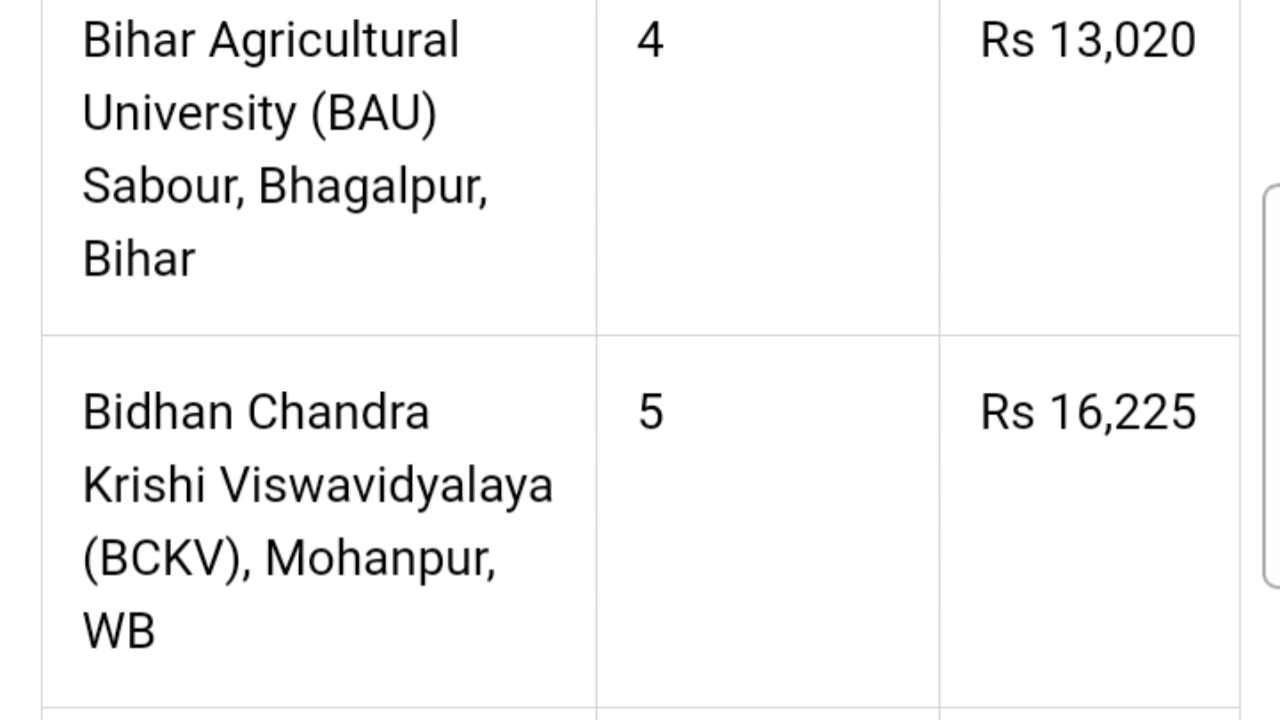 Bihar Agricultural 4 Rs 13,020
University (BAU)
Sabour, Bhagalpur,
Bihar
Bidhan Chandra 5 Rs 16,225
Krishi Viswavidyalaya
(BCKV), Mohanpur,
WB